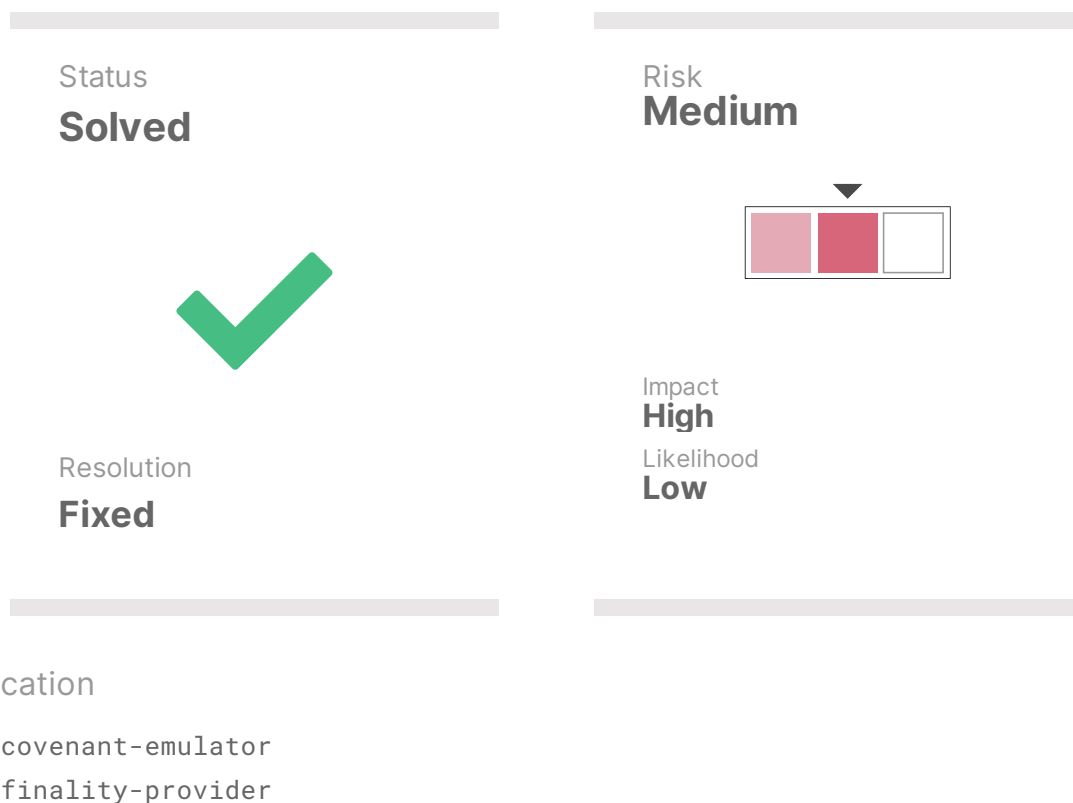 Status
Solved
Resolution
Fixed
Risk
Medium
Impact
High
Likelihood
Low
cation
covenant-emulator
finality-provider